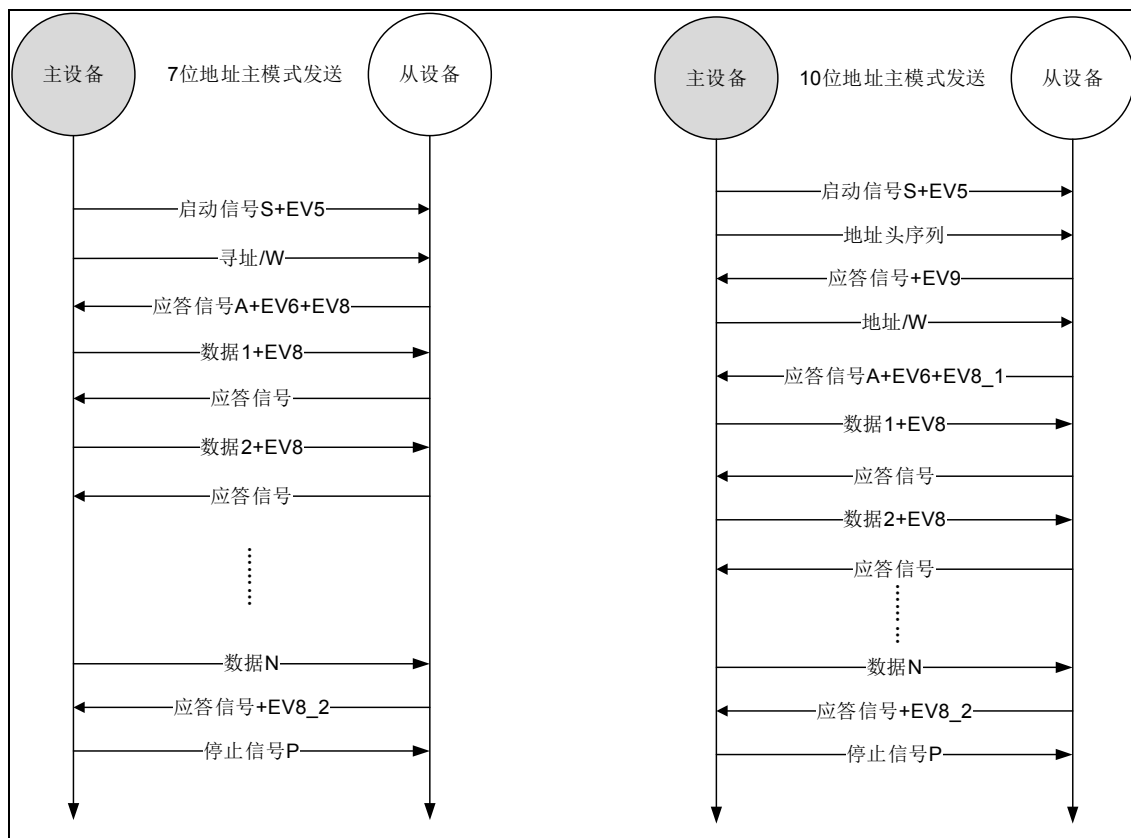 主设备
7位地址主模式发送
从设备
启动信号S+EV5
寻址/W
应答信号A+EV6+EV8
数据1+EV8
应答信号
数据2+EV8
应答信号
数据N
应答信号+EV8_2
停止信号P
主设备
10位地址主模式发送
从设备
启动信号S+EV5
地址头序列
应答信号+EV9
地址/W
应答信号A+EV6+EV8_1
数据1+EV8
应答信号
数据2+EV8
应答信号
数据N
应答信号+EV8_2
停止信号P